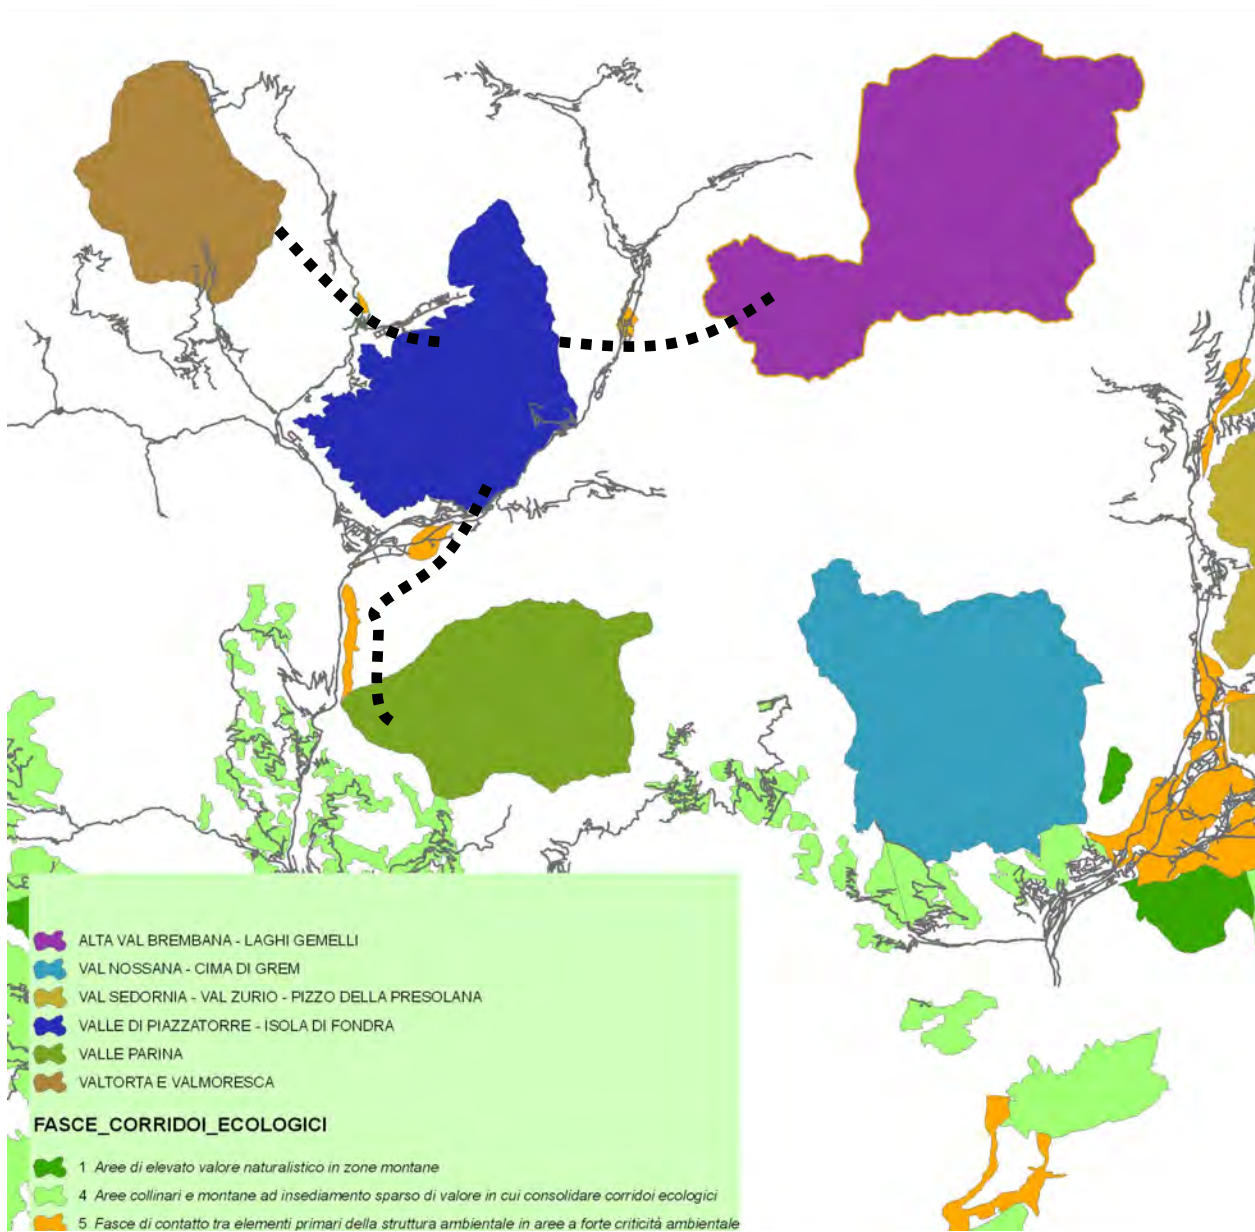 ALTA VAL BREMBANA - LAGHI GEMELLI
VAL NOSSANA - CIMA DI GREM
VAL SEDORNIA - VAL ZURIO - PIZZO DELLA PRESOLANA
VALLE DI PIAZZATORRE - ISOLA DI FONDRA
VALLE PARINA
VALTORTA E VALMORESCA
FASCE_CORRIDOI_ECOLOGICI
1 Aree di elevato valore naturalistico in zone montane
4 Aree collinari e montane ad insediamento sparso di valore in cui consolidare corridoi ecologici
5 Fasce di contatto tra elementi primari della struttura ambientale in aree a forte criticità ambientale